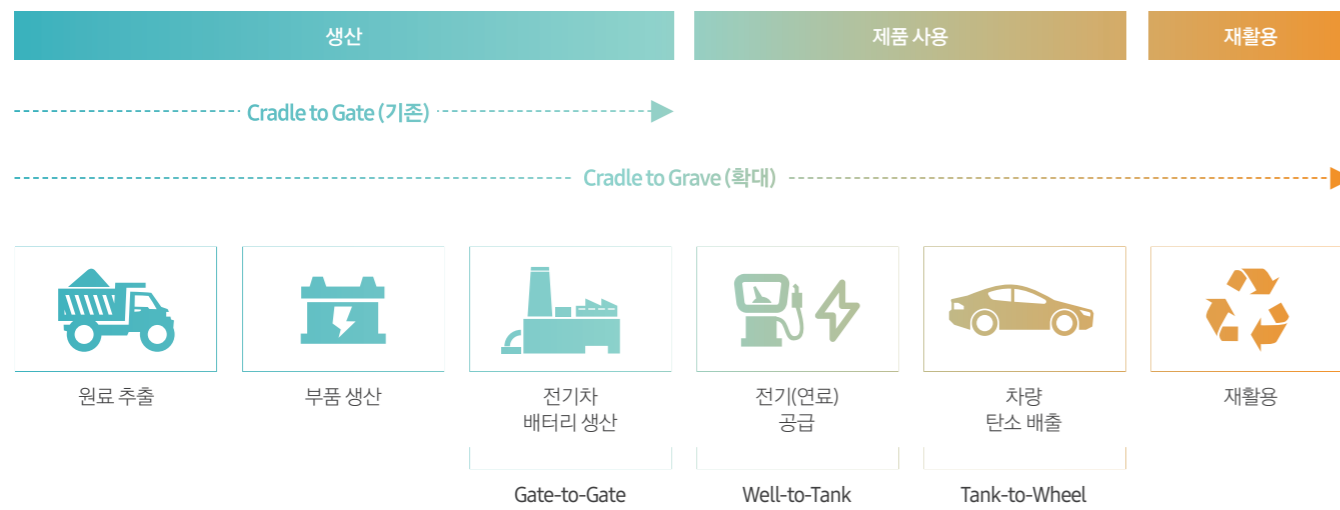 생산
제품 사용
재활용
Cradle to Gate (기존)
Cradle to Grave (확대)
원료 추출
부품 생산
전기차
배터리 생산
전기(연료)
공급
차량
탄소 배출
재활용
Gate-to-Gate
Well-to-Tank
Tank-to-Wheel